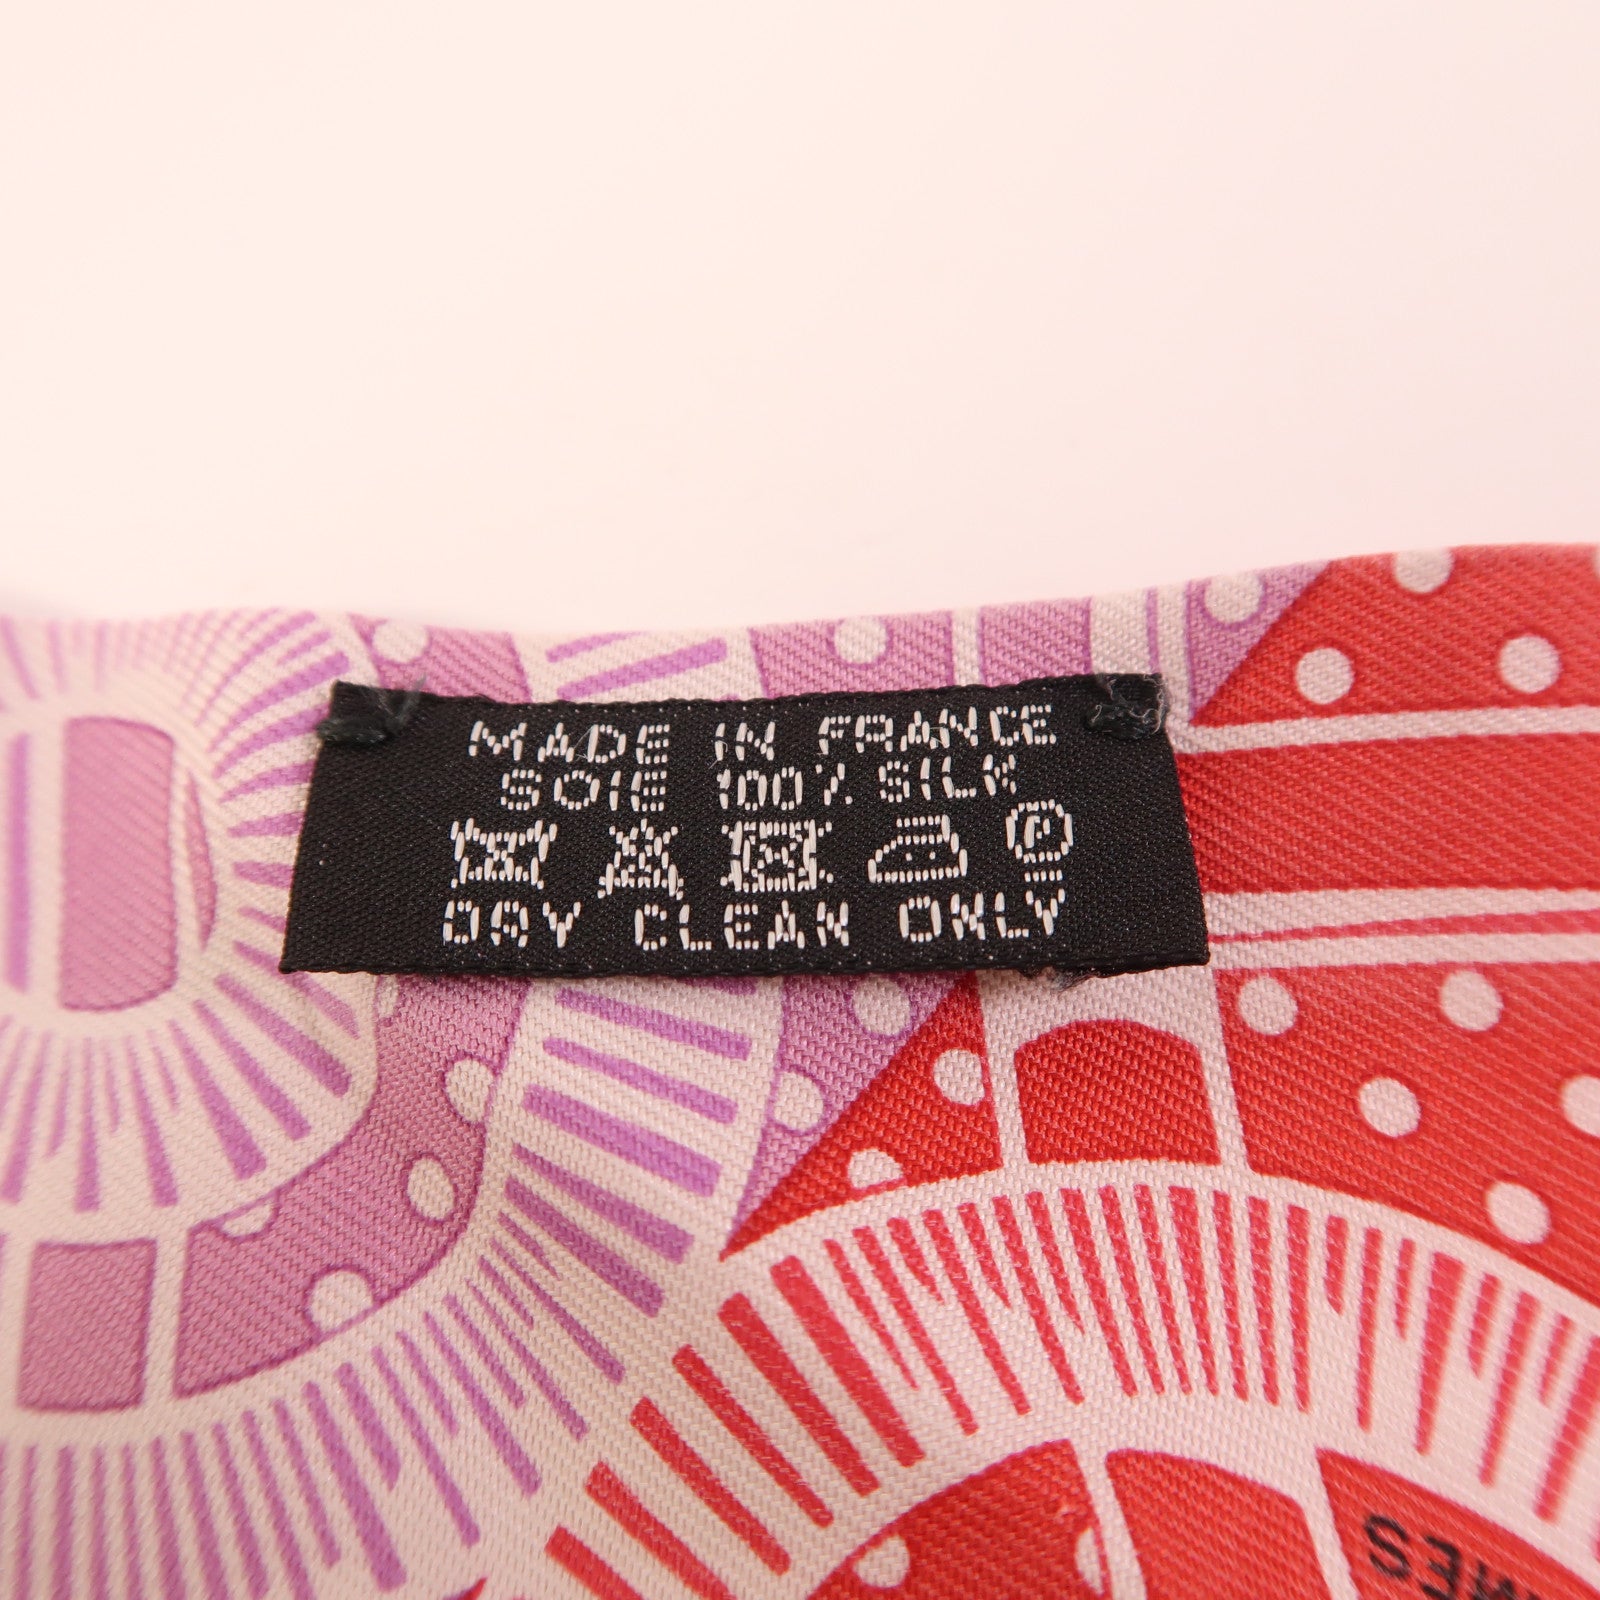 MADE IN FRANCE
SOIE 100% SILK
P
DRY CLEAN ONLY